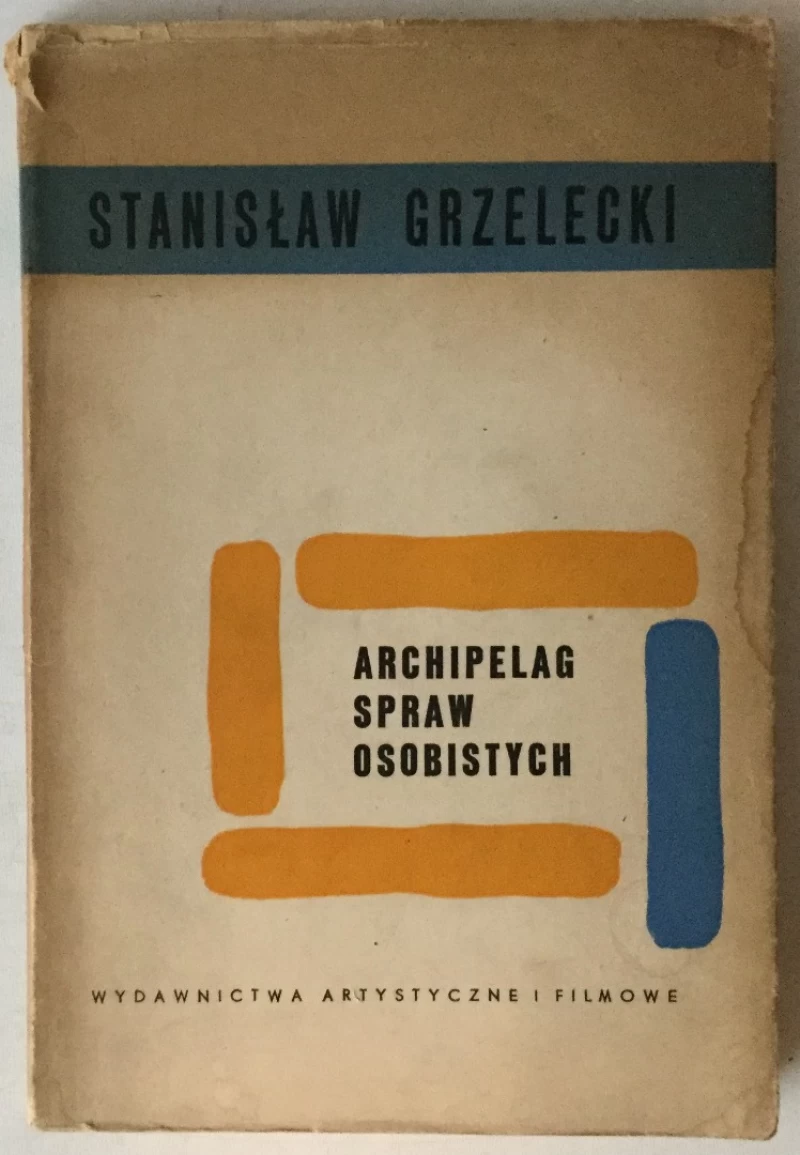 STANISŁAW GRZELECKI
ARCHIPELAG
SPRAW
OSOBISTYCH
WYDAWNICTWA ARTYSTYCZNE I FILMOWE